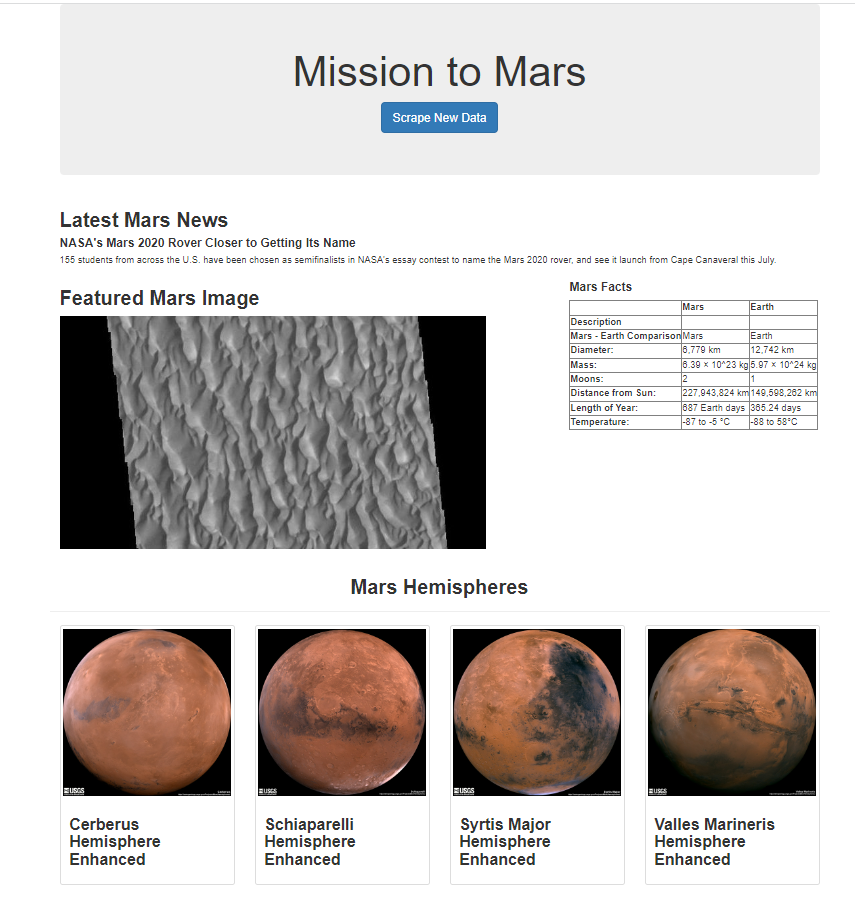 Mission to Mars
Scrape New Data
Latest Mars News
NASA's Mars 2020 Rover Closer to Getting Its Name
155 students from across the U.S. have been chosen as semifinalists in NASA's essay contest to name the Mars 2020 rover, and see it launch from Cape Canaveral this July.
Featured Mars Image
Mars Facts
Mars Earth
Description
Mars - Earth Comparison Mars Earth
Diameter: 6,779 km 12,742 km
Mass: 6.39 × 10^23 kg 5.97 × 10^24 kg
Moons: 2 1
Distance from Sun: 227,943,824 km 149,598,262 km
Length of Year: 687 Earth days 365.24 days
Temperature: -87 to -5 °C -88 to 58°C
Mars Hemispheres
USGS
USGS
USGS
USGS
Cerberus
Hemisphere
Enhanced
Schiaparelli
Hemisphere
Enhanced
Syrtis Major
Hemisphere
Enhanced
Valles Marineris
Hemisphere
Enhanced